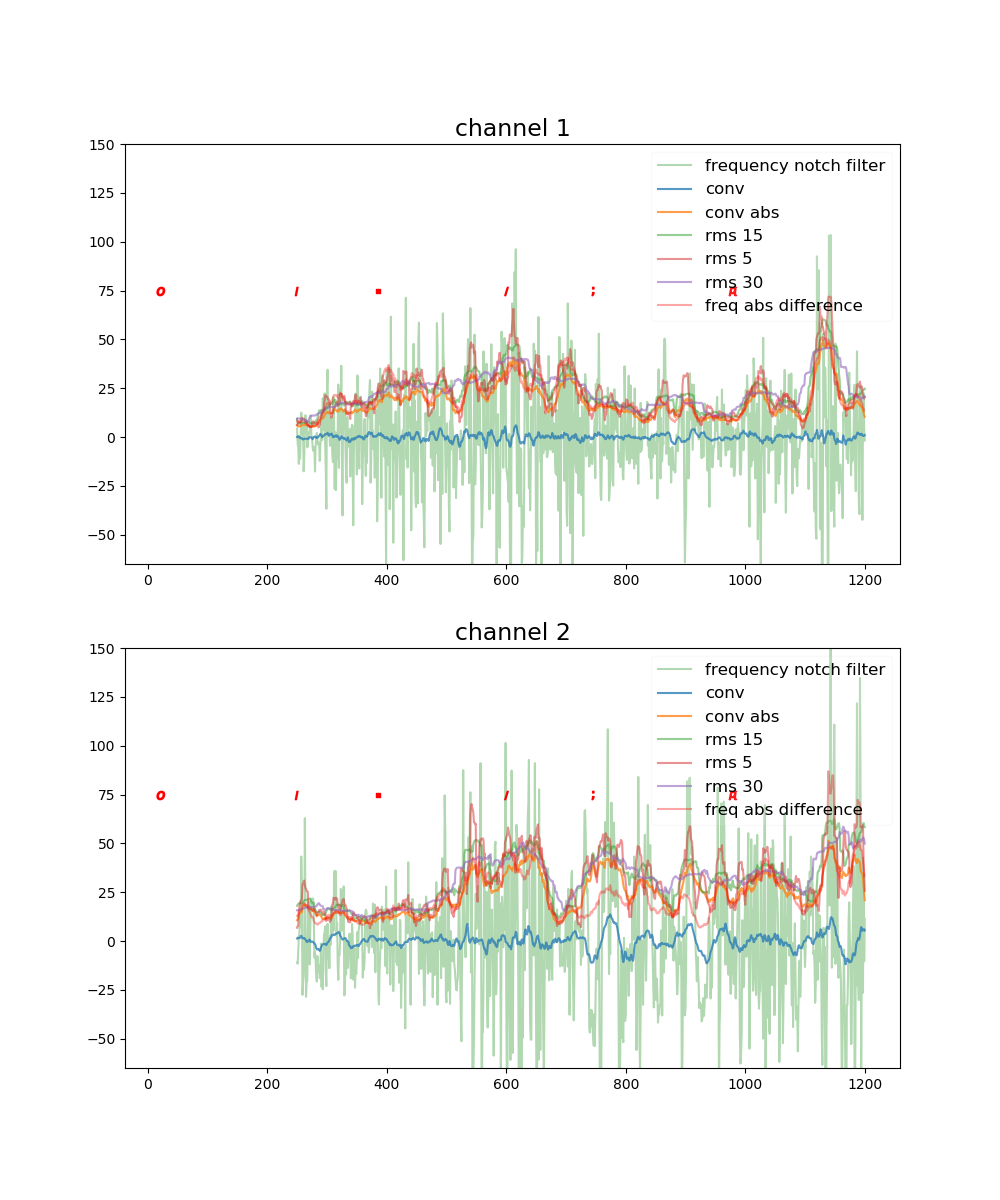 channel 1
150
125
100
75
50
25
0
−25
−50
frequency notch filter
conv
conv abs
rms 15
rms 5
rms 30
freq abs difference
o / . / ;
0 200 400 600 800 1000 1200
channel 2
150
125
100
75
50
25
0
−25
−50
frequency notch filter
conv
conv abs
rms 15
rms 5
rms 30
freq abs difference
o / . / ;
0 200 400 600 800 1000 1200